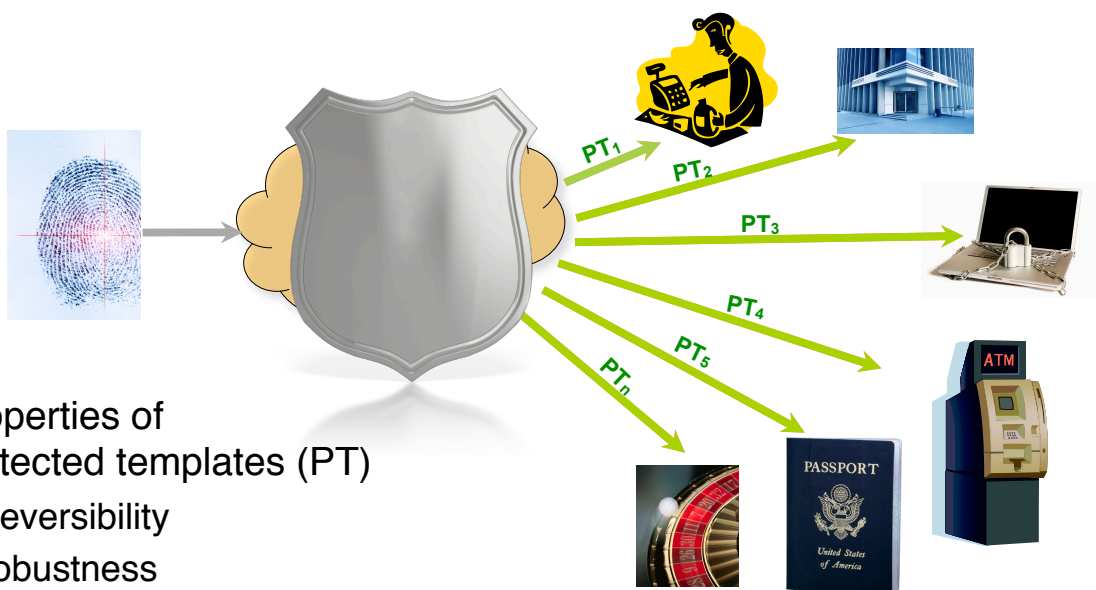 PT1
PT2
PT3
PT4
PT5
PTn
ATM
PASSPORT
United States
of America
operties of
tected templates (PT)
eversibility
obustness